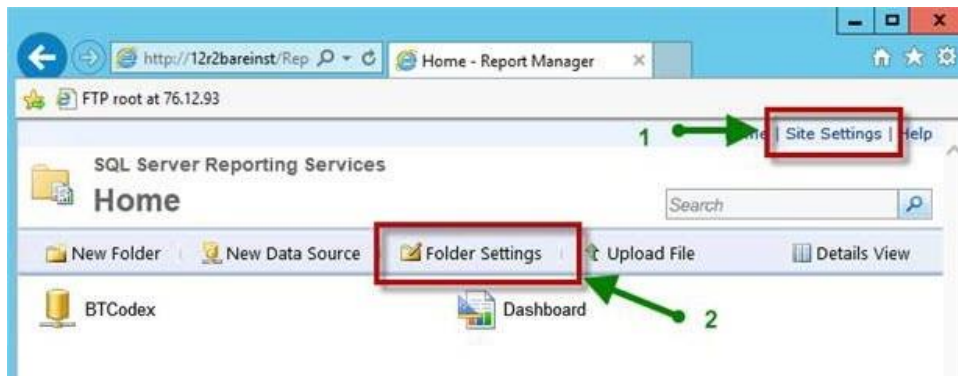 http://12r2bareinst/Rep
Home - Report Manager
FTP root at 76.12.93
1
| Site Settings | Help
SQL Server Reporting Services
Home
Search
New Folder
New Data Source
Folder Settings
Upload File
Details View
BTCodex
Dashboard
2